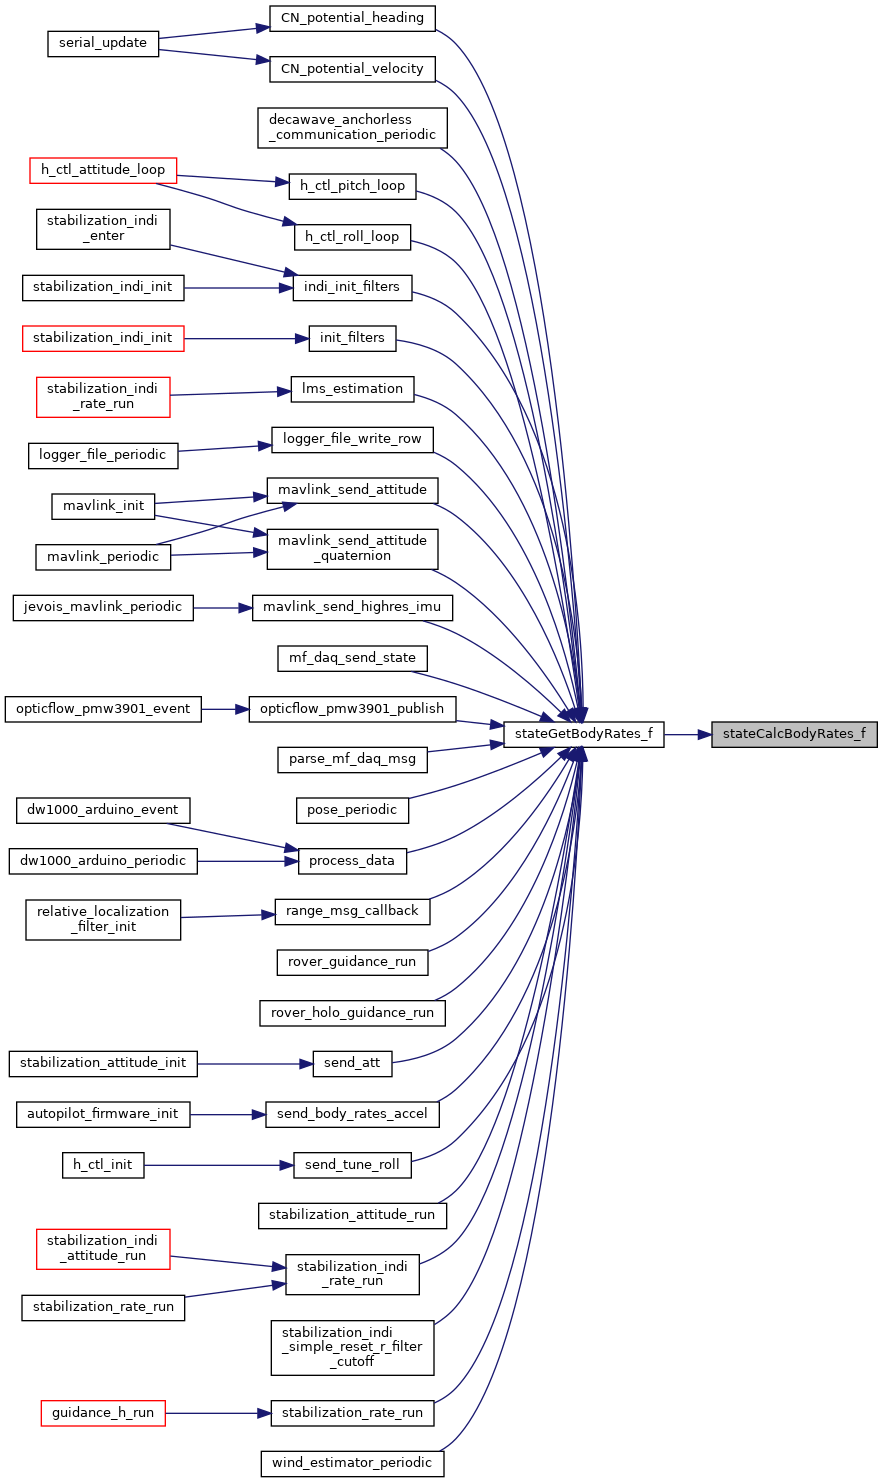 CN_potential_heading
serial_update
CN_potential_velocity
decawave_anchorless
_communication_periodic
h_ctl_attitude_loop
h_ctl_pitch_loop
stabilization_indi
_enter
h_ctl_roll_loop
stabilization_indi_init
indi_init_filters
stabilization_indi_init
init_filters
stabilization_indi
_rate_run
lms_estimation
logger_file_periodic
logger_file_write_row
mavlink_init
mavlink_send_attitude
mavlink_periodic
mavlink_send_attitude
_quaternion
jevois_mavlink_periodic
mavlink_send_highres_imu
mf_daq_send_state
opticflow_pmw3901_event
opticflow_pmw3901_publish
stateGetBodyRates_f
stateCalcBodyRates_f
parse_mf_daq_msg
dw1000_arduino_event
pose_periodic
dw1000_arduino_periodic
process_data
relative_localization
_filter_init
range_msg_callback
rover_guidance_run
rover_holo_guidance_run
stabilization_attitude_init
send_att
autopilot_firmware_init
send_body_rates_accel
h_ctl_init
send_tune_roll
stabilization_attitude_run
stabilization_indi
_attitude_run
stabilization_indi
_rate_run
stabilization_rate_run
stabilization_indi
_simple_reset_r_filter
_cutoff
guidance_h_run
stabilization_rate_run
wind_estimator_periodic